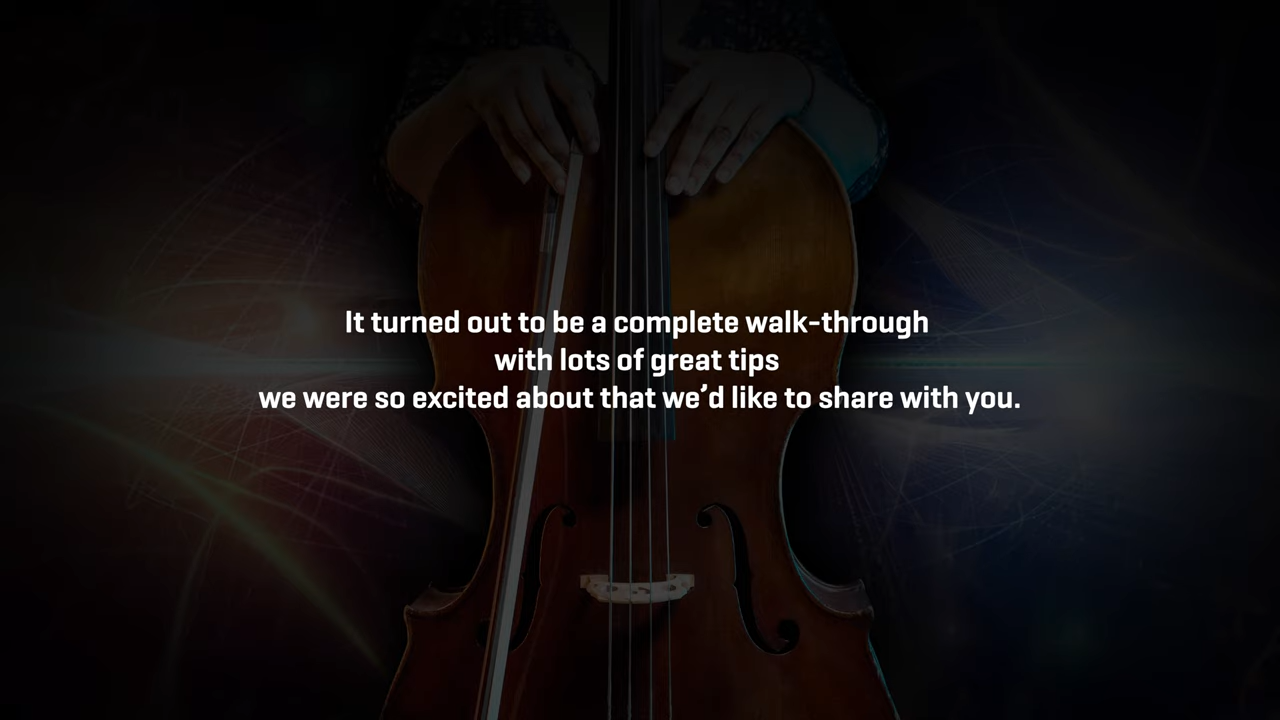 It turned out to be a complete walk-through
with lots of great tips
we were so excited about that we’d like to share with you.